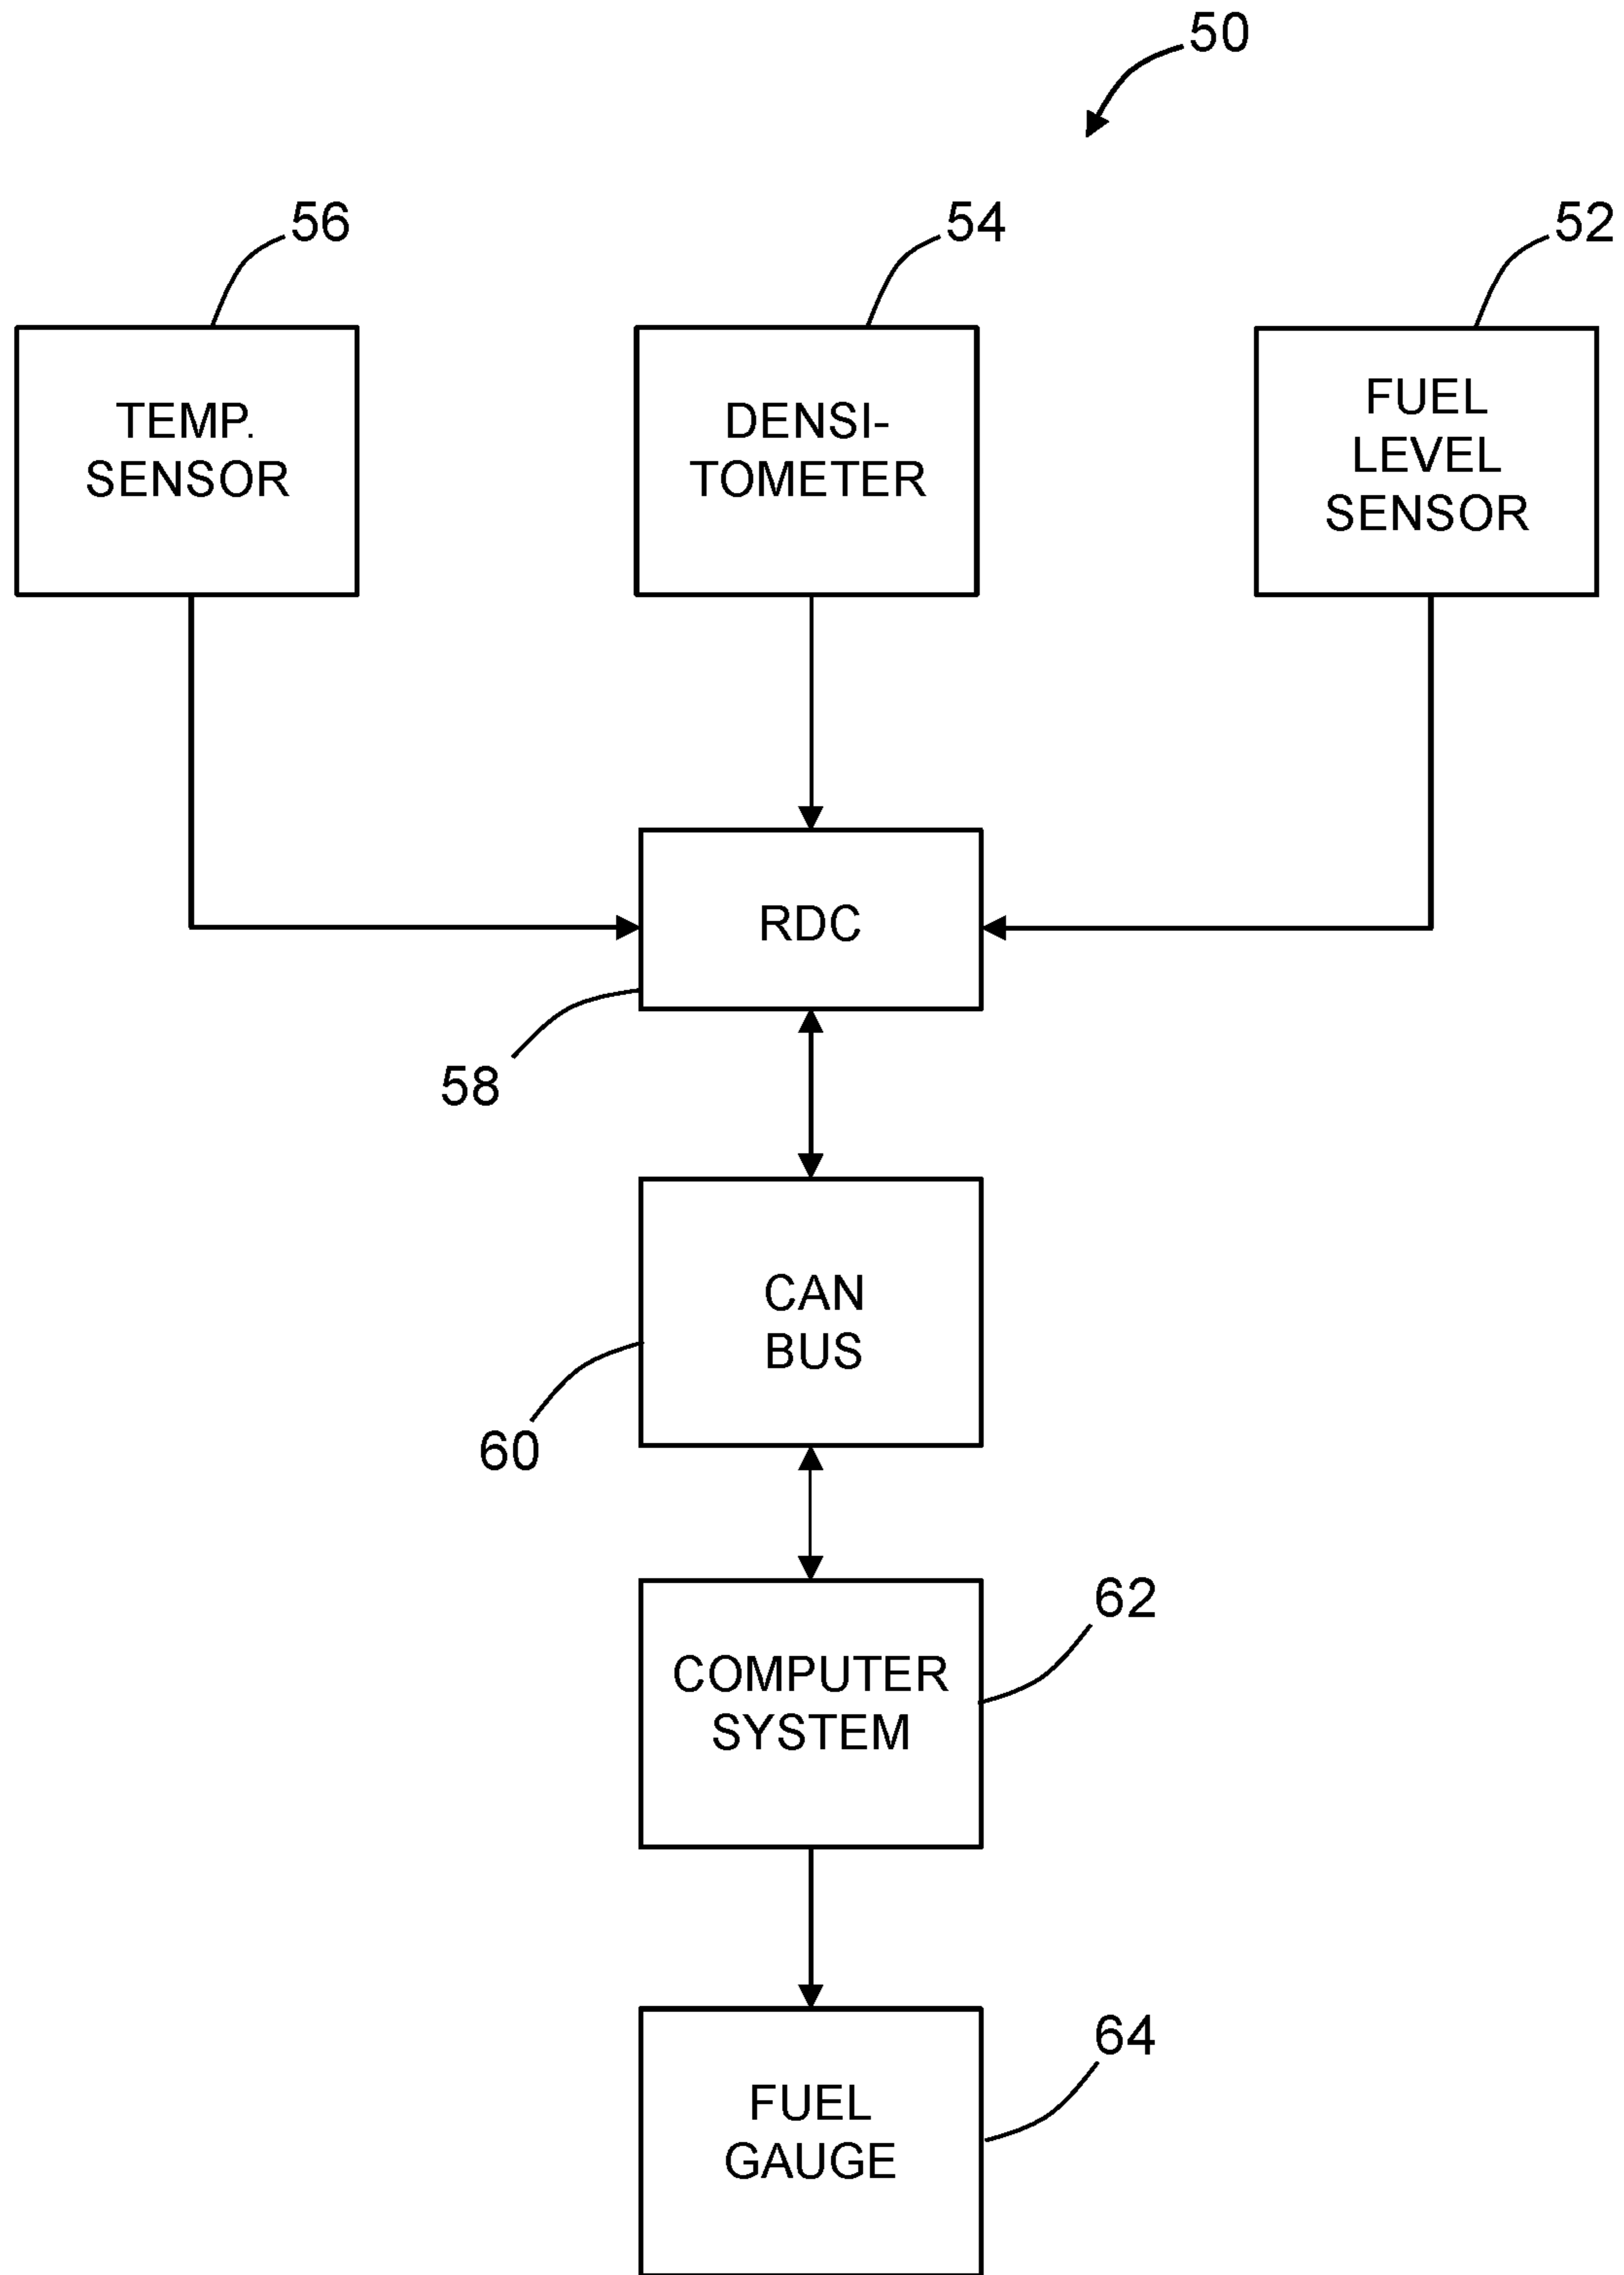 50
56
54
52
TEMP.
SENSOR
DENSI-
TOMETER
FUEL
LEVEL
SENSOR
RDC
58
CAN
BUS
60
62
COMPUTER
SYSTEM
64
FUEL
GAUGE